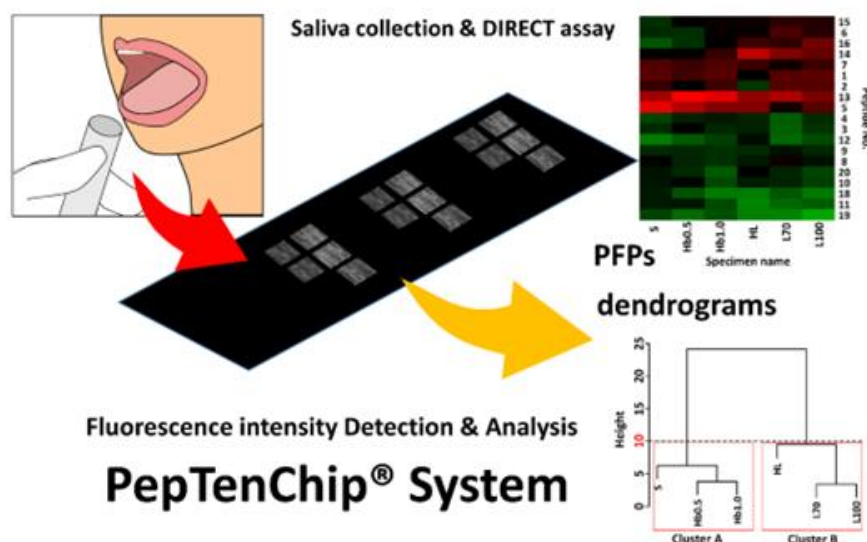 Saliva collection & DIRECT assay
15
6
16
14
7
1
2
13
5
4
3
12
9
8
20
10
18
11
19
S
Hb0.5
Hb1.0
HL
L70
L100
Specimen name
PFPs
dendrograms
Height
25
20
15
10
5
0
S
Hb0.5
Hb1.0
HL
L70
L100
Cluster A
Cluster B
Fluorescence intensity Detection & Analysis
PepTenChip® System